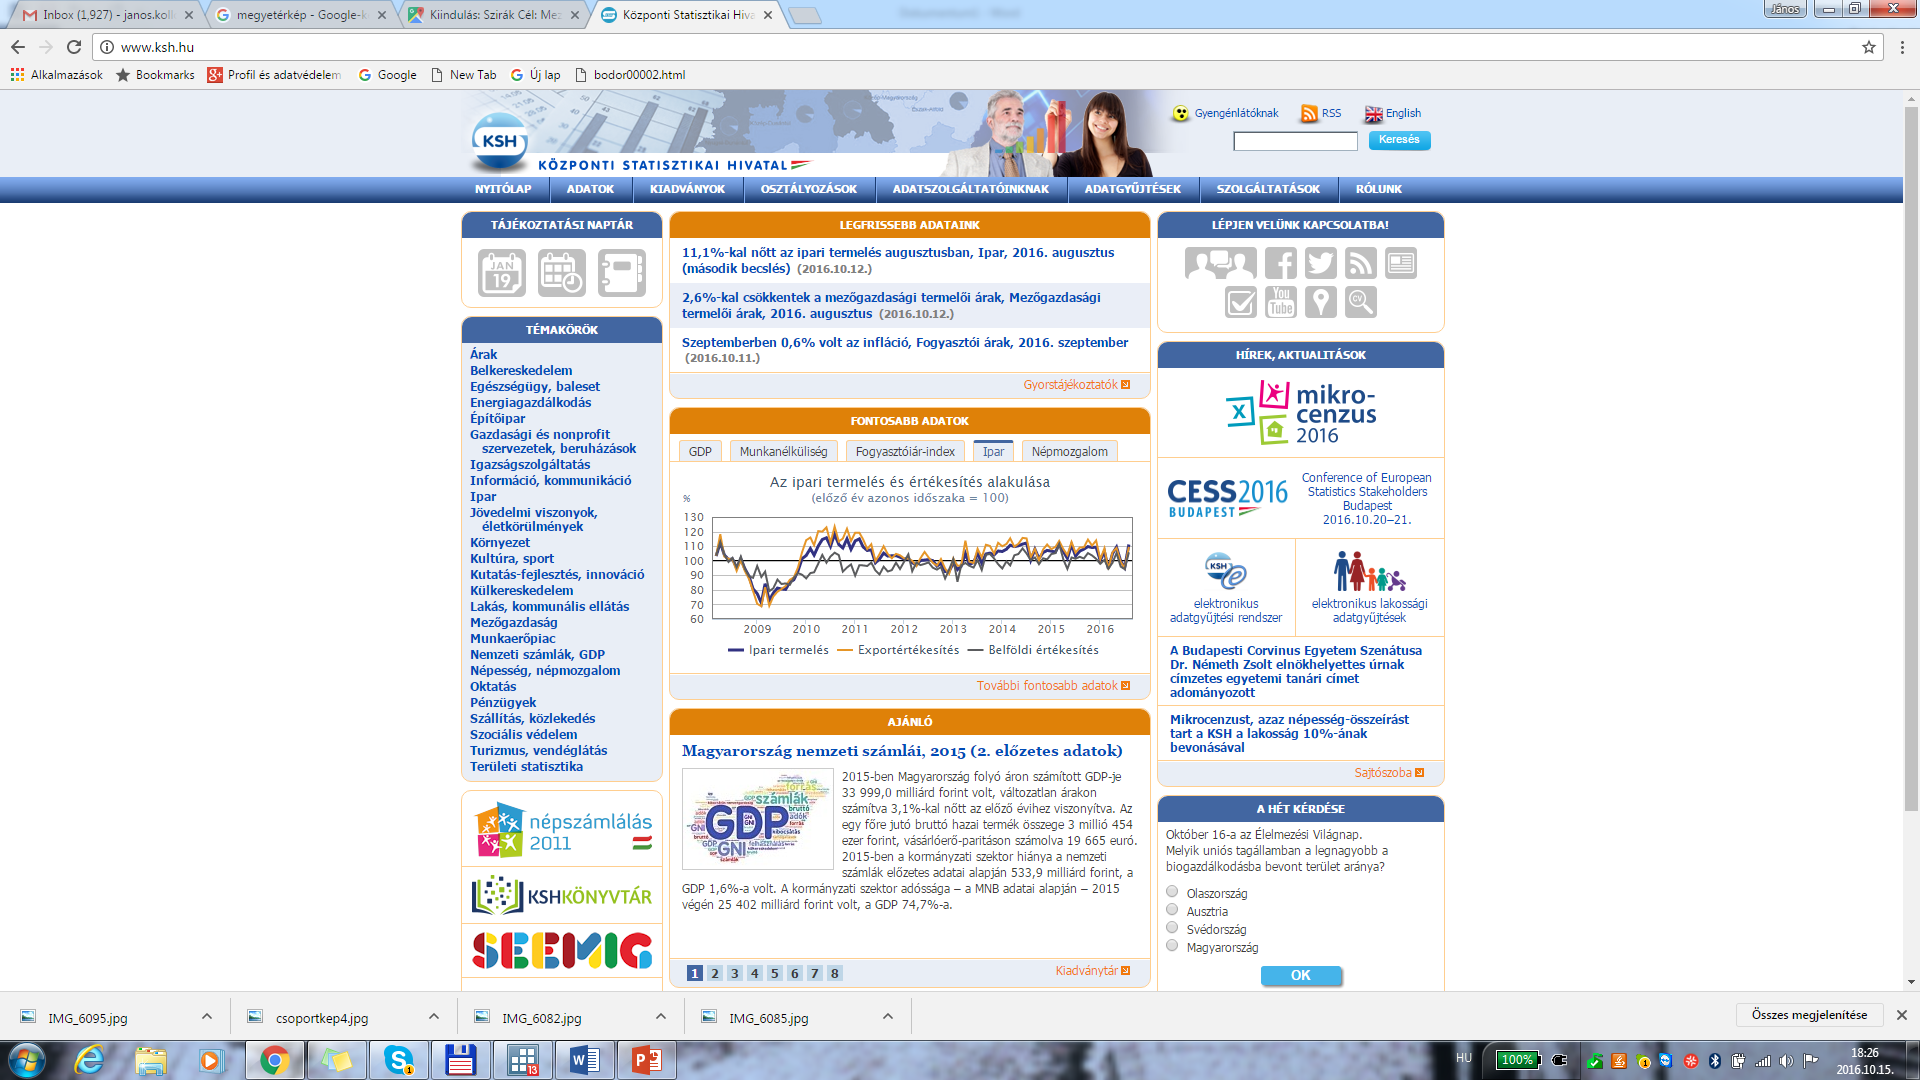 Inbox (1,927) - janos.koll
megyetérkép - Google-k
Kiindulás: Szirák Cél: Mez
Központi Statisztikai Hiva
János
www.ksh.hu
Alkalmazások
Bookmarks
Profil és adatvédelem
Google
New Tab
Új lap
bodor00002.html
KSH
KÖZPONTI STATISZTIKAI HIVATAL
Gyengénlátóknak
RSS
English
Keresés
NYITÓLAP
ADATOK
KIADVÁNYOK
OSZTÁLYOZÁSOK
ADATSZOLGÁLTATÓINKNAK
ADATGYŰJTÉSEK
SZOLGÁLTATÁSOK
RÓLUNK
TÁJÉKOZTATÁSI NAPTÁR
JAN
19
TÉMAKÖRÖK
Árak
Belkereskedelem
Egészségügy, baleset
Energiagazdálkodás
Építőipar
Gazdasági és nonprofit
szervezetek, beruházások
Igazságszolgáltatás
Információ, kommunikáció
Ipar
Jövedelmi viszonyok,
életkörülmények
Környezet
Kultúra, sport
Kutatás-fejlesztés, innováció
Külkereskedelem
Lakás, kommunális ellátás
Mezőgazdaság
Munkaerőpiac
Nemzeti számlák, GDP
Népesség, népmozgalom
Oktatás
Pénzügyek
Szállítás, közlekedés
Szociális védelem
Turizmus, vendéglátás
Területi statisztika
népszámlálás
2011
KSHKÖNYVTÁR
SEEMIG
LEGFRISSEBB ADATAINK
11,1%-kal nőtt az ipari termelés augusztusban, Ipar, 2016. augusztus
(második becslés) (2016.10.12.)
2,6%-kal csökkentek a mezőgazdasági termelői árak, Mezőgazdasági
termelői árak, 2016. augusztus (2016.10.12.)
Szeptemberben 0,6% volt az infláció, Fogyasztói árak, 2016. szeptember
(2016.10.11.)
Gyorstájékoztatók
FONTOSABB ADATOK
GDP
Munkanélküliség
Fogyasztóiár-index
Ipar
Népmozgalom
Az ipari termelés és értékesítés alakulása
(előző év azonos időszaka = 100)
%
130
120
110
100
90
80
70
60
2009 2010 2011 2012 2013 2014 2015 2016
Ipari termelés
Exportértékesítés
Belföldi értékesítés
További fontosabb adatok
AJÁNLÓ
Magyarország nemzeti számlái, 2015 (2. előzetes adatok)
GDP
GNI
számlák
2015-ben Magyarország folyó áron számított GDP-je
33 999,0 milliárd forint volt, változatlan árakon
számítva 3,1%-kal nőtt az előző évihez viszonyítva. Az
egy főre jutó bruttó hazai termék összege 3 millió 454
ezer forint, vásárlóerő-paritáson számolva 19 665 euró.
2015-ben a kormányzati szektor hiánya a nemzeti
számlák előzetes adatai alapján 533,9 milliárd forint, a
GDP 1,6%-a volt. A kormányzati szektor adóssága – a MNB adatai alapján – 2015
végén 25 402 milliárd forint volt, a GDP 74,7%-a.
1 2 3 4 5 6 7 8
Kiadványtár
LÉPJEN VELÜNK KAPCSOLATBA!
You
Tube
CV
HÍREK, AKTUALITÁSOK
mikro-
cenzus
2016
CESS2016
BUDAPEST
Conference of European
Statistics Stakeholders
Budapest
2016.10.20–21.
KSH e
elektronikus
adatgyűjtési rendszer
elektronikus lakossági
adatgyűjtések
A Budapesti Corvinus Egyetem Szenátusa
Dr. Németh Zsolt elnökhelyettes úrnak
címzetes egyetemi tanári címet
adományozott
Mikrocenzust, azaz népesség-összeírást
tart a KSH a lakosság 10%-ának
bevonásával
Sajtószoba
A HÉT KÉRDÉSE
Október 16-a az Élelmezési Világnap.
Melyik uniós tagállamban a legnagyobb a
biogazdálkodásba bevont terület aránya?
Olaszország
Ausztria
Svédország
Magyarország
OK
IMG_6095.jpg
csoportkep4.jpg
IMG_6082.jpg
IMG_6085.jpg
Összes megjelenítése
13
HU
100%
18:26
2016.10.15.